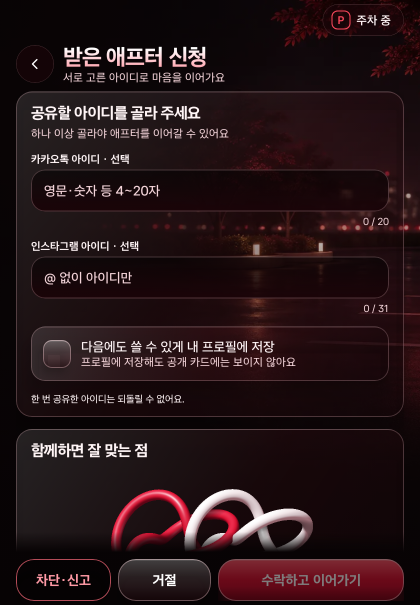 P 주차 중
받은 애프터 신청
서로 고른 아이디로 마음을 이어가요
공유할 아이디를 골라 주세요
하나 이상 골라야 애프터를 이어갈 수 있어요
카카오톡 아이디 · 선택
영문·숫자 등 4~20자
0 / 20
인스타그램 아이디 · 선택
@ 없이 아이디만
0 / 31
다음에도 쓸 수 있게 내 프로필에 저장
프로필에 저장해도 공개 카드에는 보이지 않아요
한 번 공유한 아이디는 되돌릴 수 없어요.
함께하면 잘 맞는 점
차단·신고 거절 수락하고 이어가기